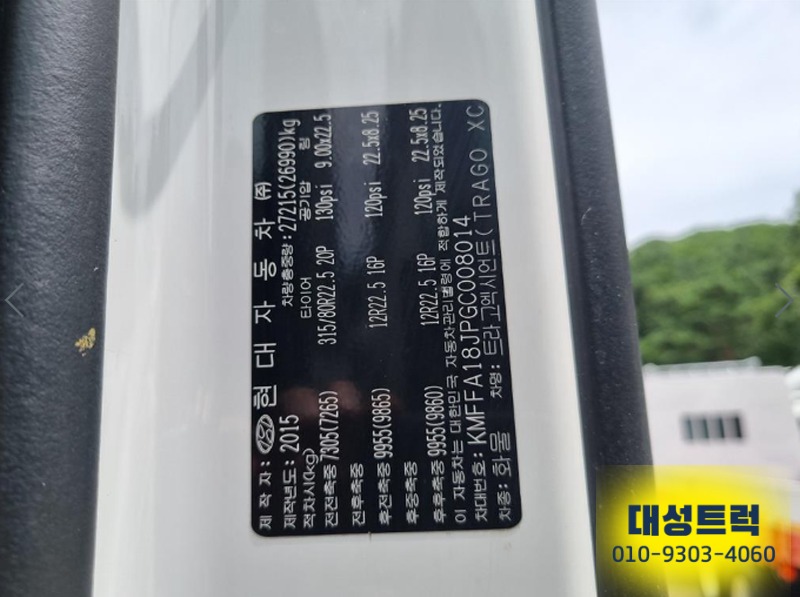 제 작 자 : 현 대 자 동 차 (주)
제작년도 : 2015 차량총중량 : 27215(26990)kg
적차시(kg) 타이어 공기압 림
전전축중 7305(7265) 315/80R22.5 20P 130psi 9.00x22.5
전후축중
후전축중 9955(9865) 12R22.5 16P 120psi 22.5x8.25
후중축중
후후축중 9955(9860) 12R22.5 16P 120psi 22.5x8.25
이 자동차는 대한민국 자동차관리법령에 적합하게 제작되었습니다.
차대번호: KMFFA18JPGC008014
차종: 화물 차명: 트라고엑시언트(TRAGO XC
대성트럭
010-9303-4060